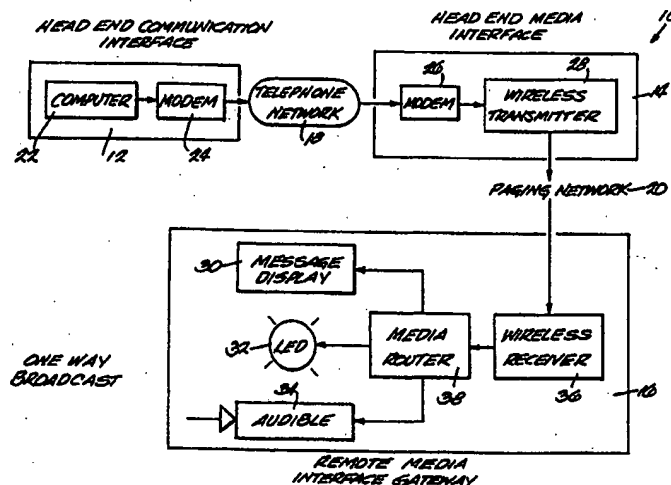 HEAD END COMMUNICATION
INTERFACE
HEAD END MEDIA
INTERFACE
10
COMPUTER
MODEM
TELEPHONE
NETWORK
18
26
MODEM
28
WIRELESS
TRANSMITTER
14
22
12
24
PAGING NETWORK
20
30
MESSAGE
DISPLAY
32
LED
MEDIA
ROUTER
38
WIRELESS
RECEIVER
36
16
34
AUDIBLE
ONE WAY
BROADCAST
REMOTE MEDIA
INTERFACE GATEWAY